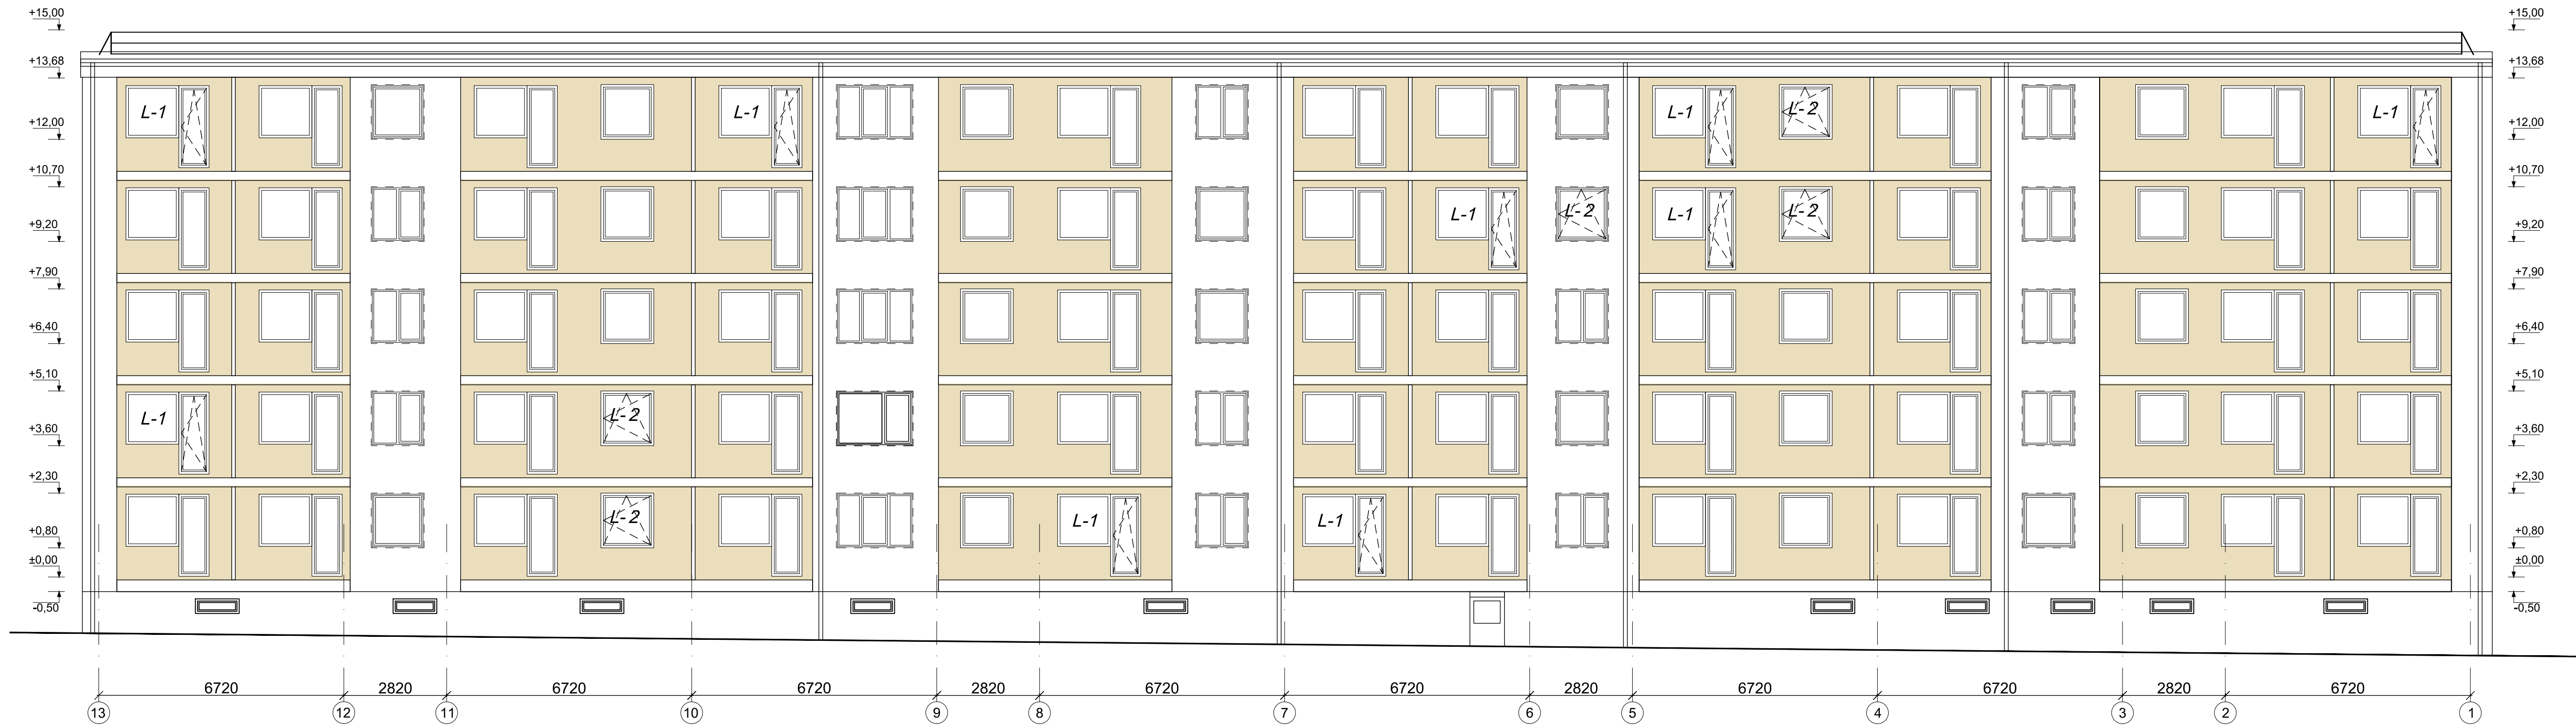 +15,00 +15,00
+13,68 +13,68
L-1 L-1 L-1 L-2 L-1
+12,00 +12,00
+10,70 +10,70
L-1 L-2 L-1 L-2
+9,20 +9,20
+7,90 +7,90
+6,40 +6,40
+5,10 +5,10
L-1 L-2
+3,60 +3,60
+2,30 +2,30
L-2 L-1 L-1
+0,80 +0,80
±0,00 ±0,00
-0,50 -0,50
6720 2820 6720 6720 2820 6720 6720 2820 6720 6720 2820 6720
13 12 11 10 9 8 7 6 5 4 3 2 1